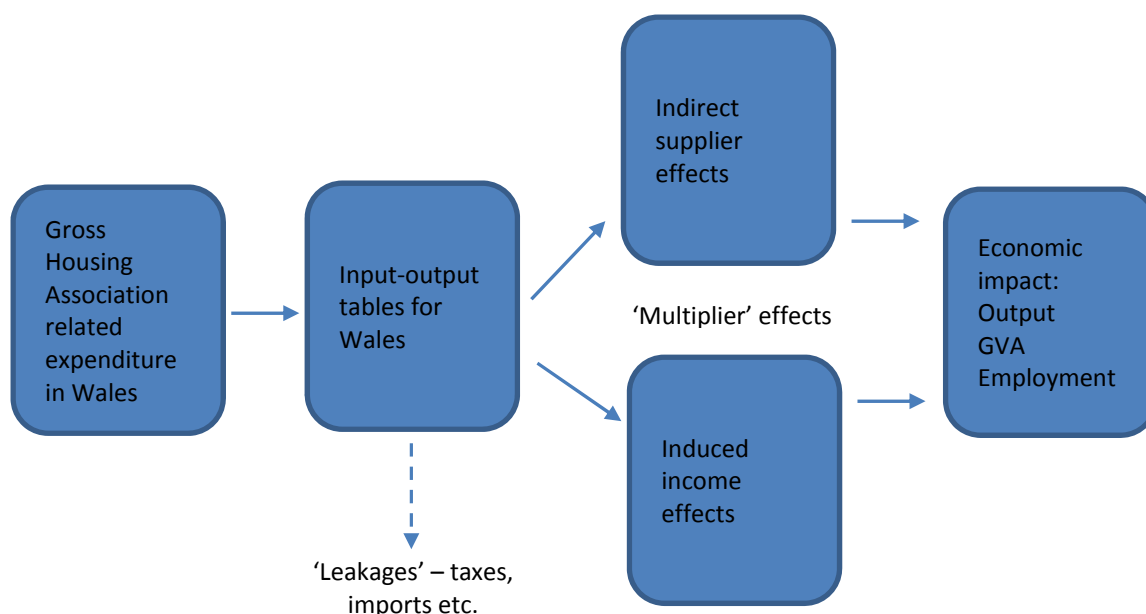 Gross
Housing
Association
related
expenditure
in Wales
Input-output
tables for
Wales
‘Leakages’ – taxes,
imports etc.
Indirect
supplier
effects
‘Multiplier’ effects
Induced
income
effects
Economic
impact:
Output
GVA
Employment